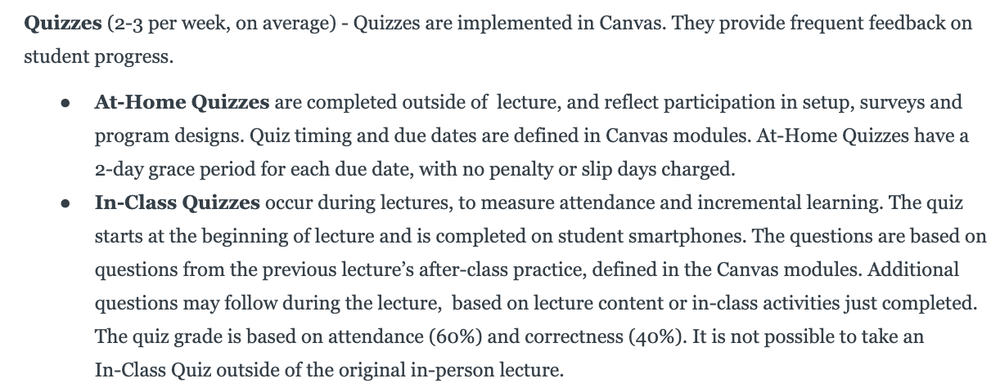 Quizzes (2-3 per week, on average) - Quizzes are implemented in Canvas. They provide frequent feedback on
student progress.
● At-Home Quizzes are completed outside of  lecture, and reflect participation in setup, surveys and
program designs. Quiz timing and due dates are defined in Canvas modules. At-Home Quizzes have a
2-day grace period for each due date, with no penalty or slip days charged.
● In-Class Quizzes occur during lectures, to measure attendance and incremental learning. The quiz
starts at the beginning of lecture and is completed on student smartphones. The questions are based on
questions from the previous lecture’s after-class practice, defined in the Canvas modules. Additional
questions may follow during the lecture,  based on lecture content or in-class activities just completed.
The quiz grade is based on attendance (60%) and correctness (40%). It is not possible to take an
In-Class Quiz outside of the original in-person lecture.